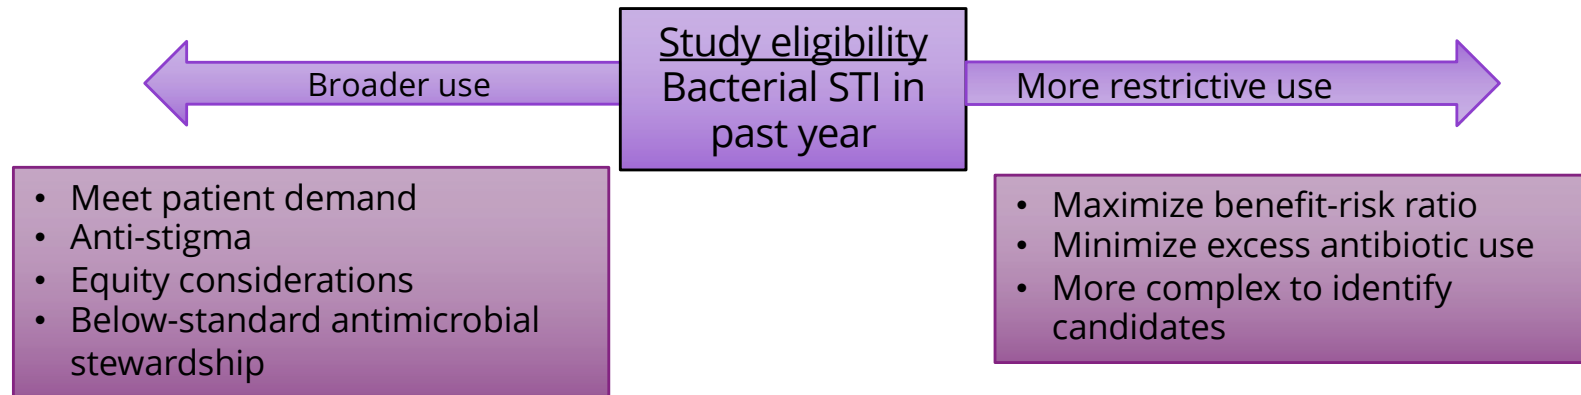 Study eligibility
Bacterial STI in
past year
Broader use
More restrictive use
• Meet patient demand
• Anti-stigma
• Equity considerations
• Below-standard antimicrobial
stewardship
• Maximize benefit-risk ratio
• Minimize excess antibiotic use
• More complex to identify
candidates